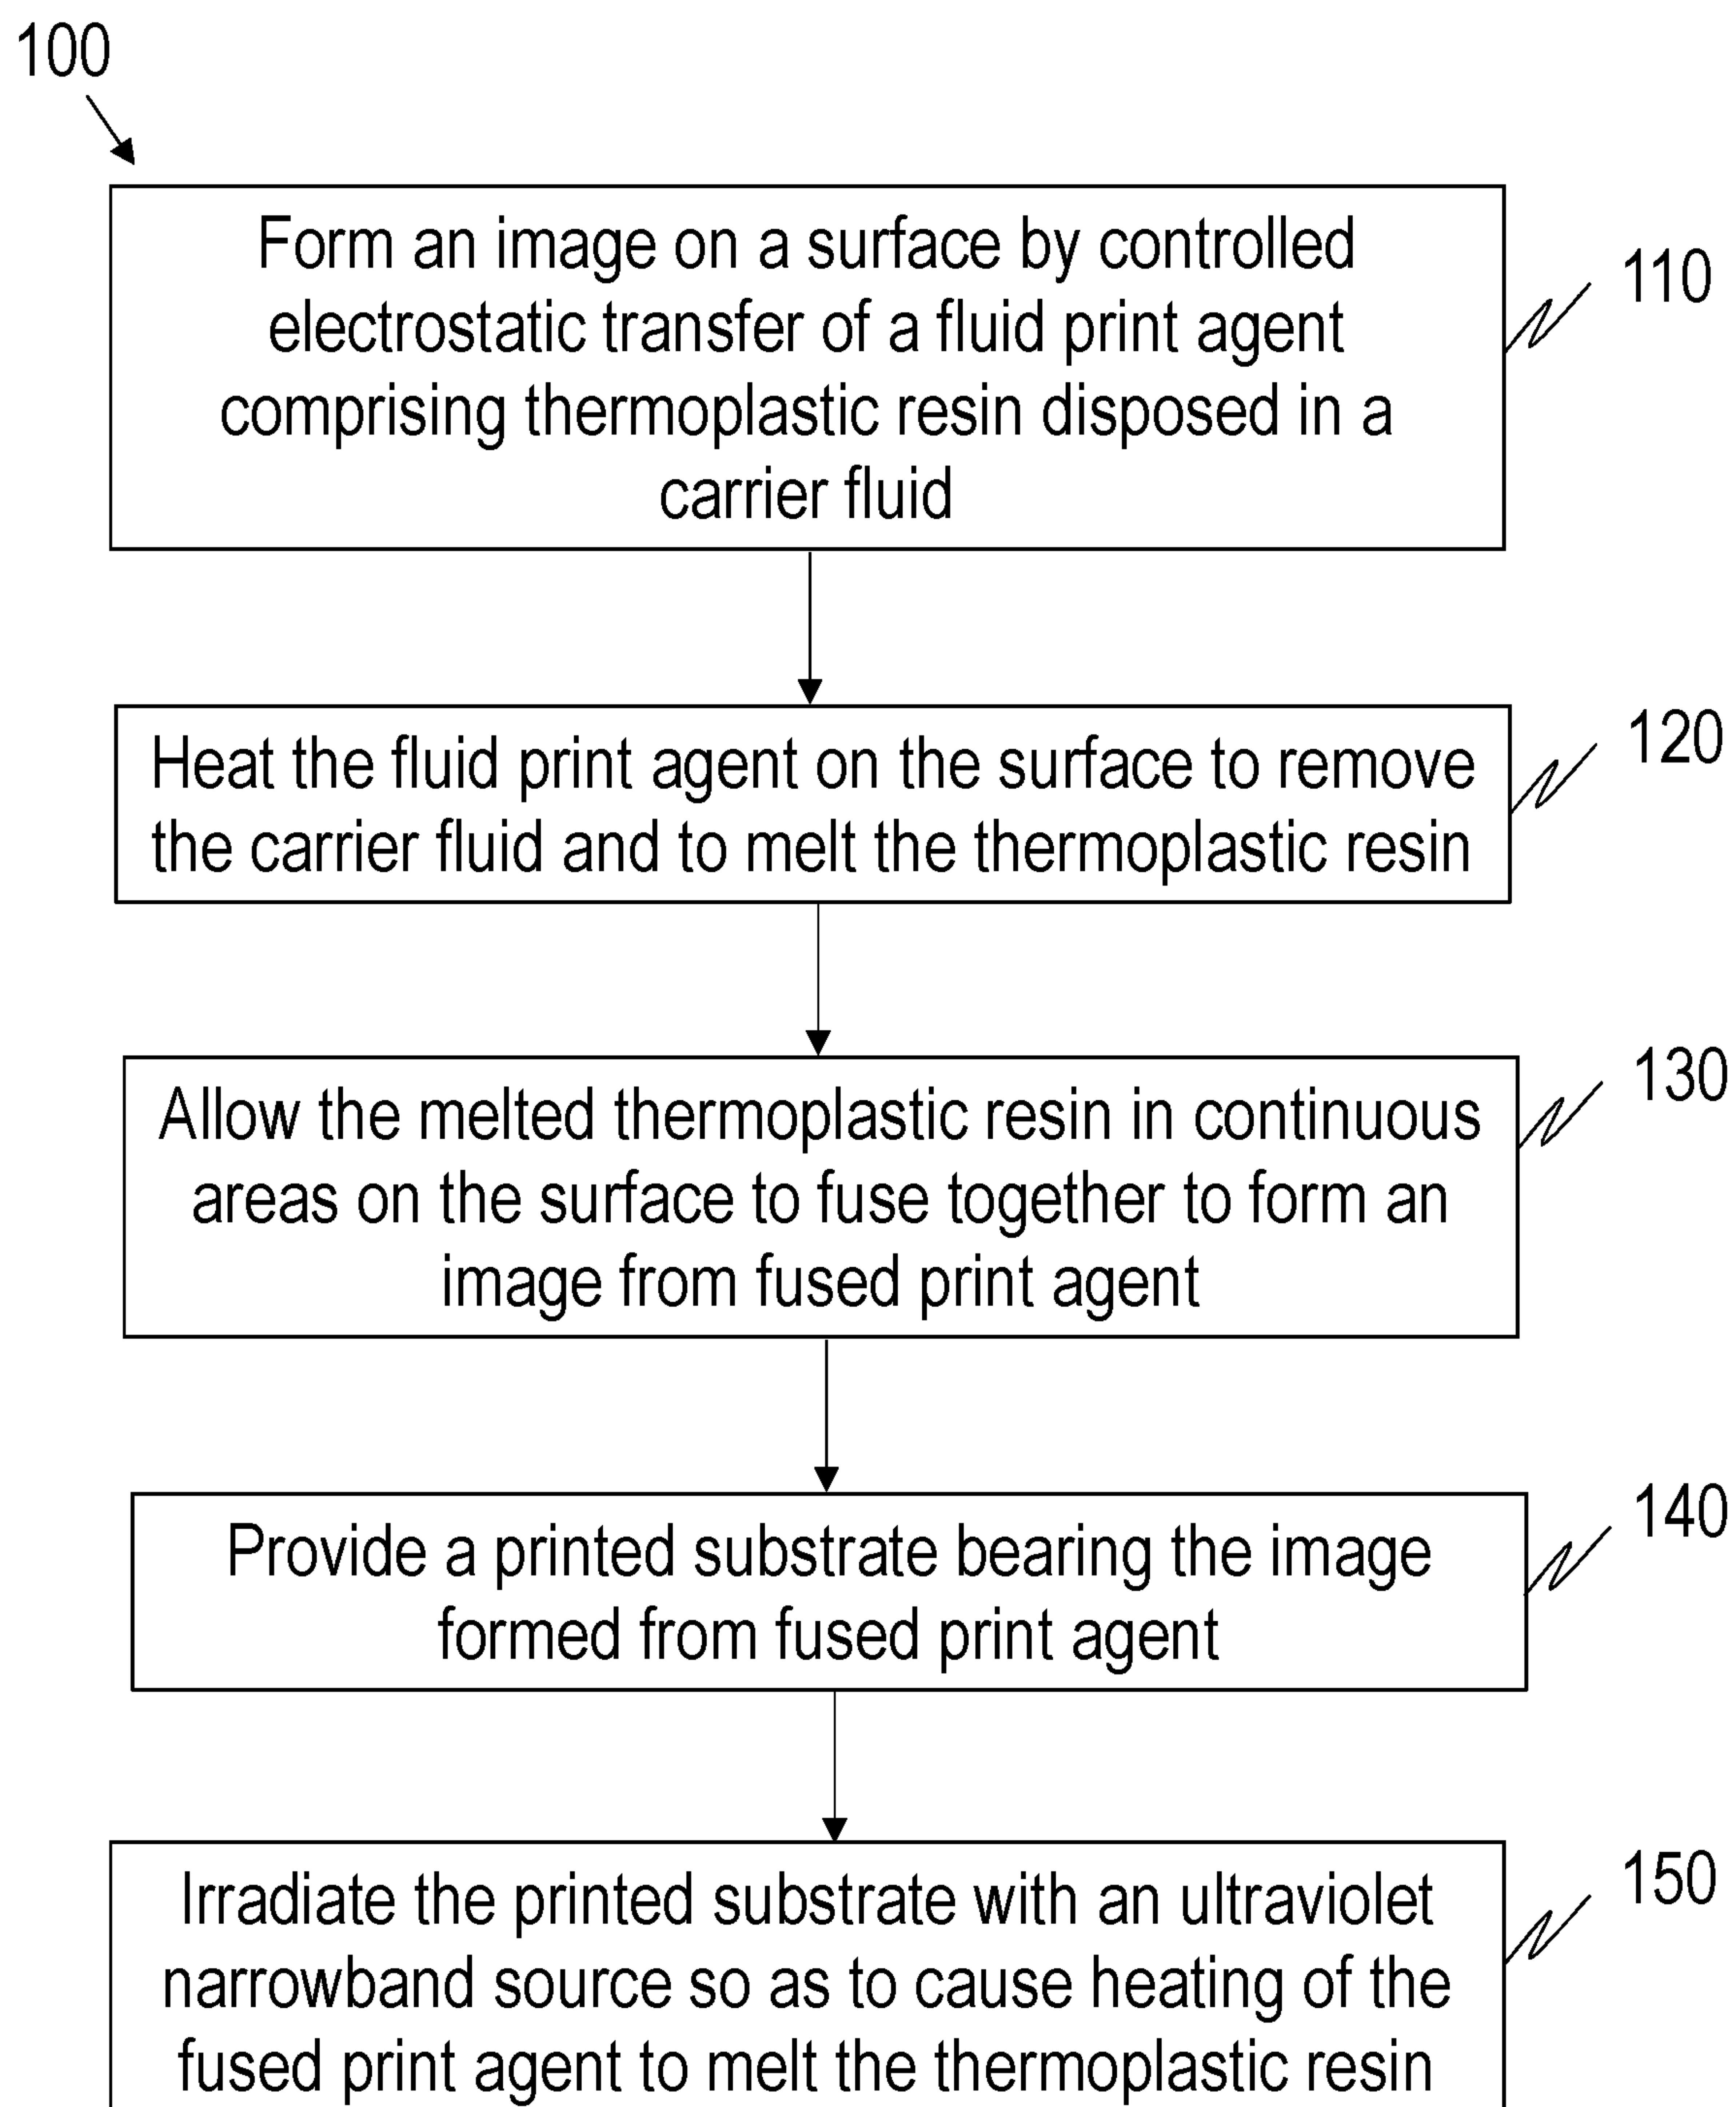 100
Form an image on a surface by controlled
electrostatic transfer of a fluid print agent
comprising thermoplastic resin disposed in a
carrier fluid
110
Heat the fluid print agent on the surface to remove
the carrier fluid and to melt the thermoplastic resin
120
Allow the melted thermoplastic resin in continuous
areas on the surface to fuse together to form an
image from fused print agent
130
Provide a printed substrate bearing the image
formed from fused print agent
140
Irradiate the printed substrate with an ultraviolet
narrowband source so as to cause heating of the
fused print agent to melt the thermoplastic resin
150